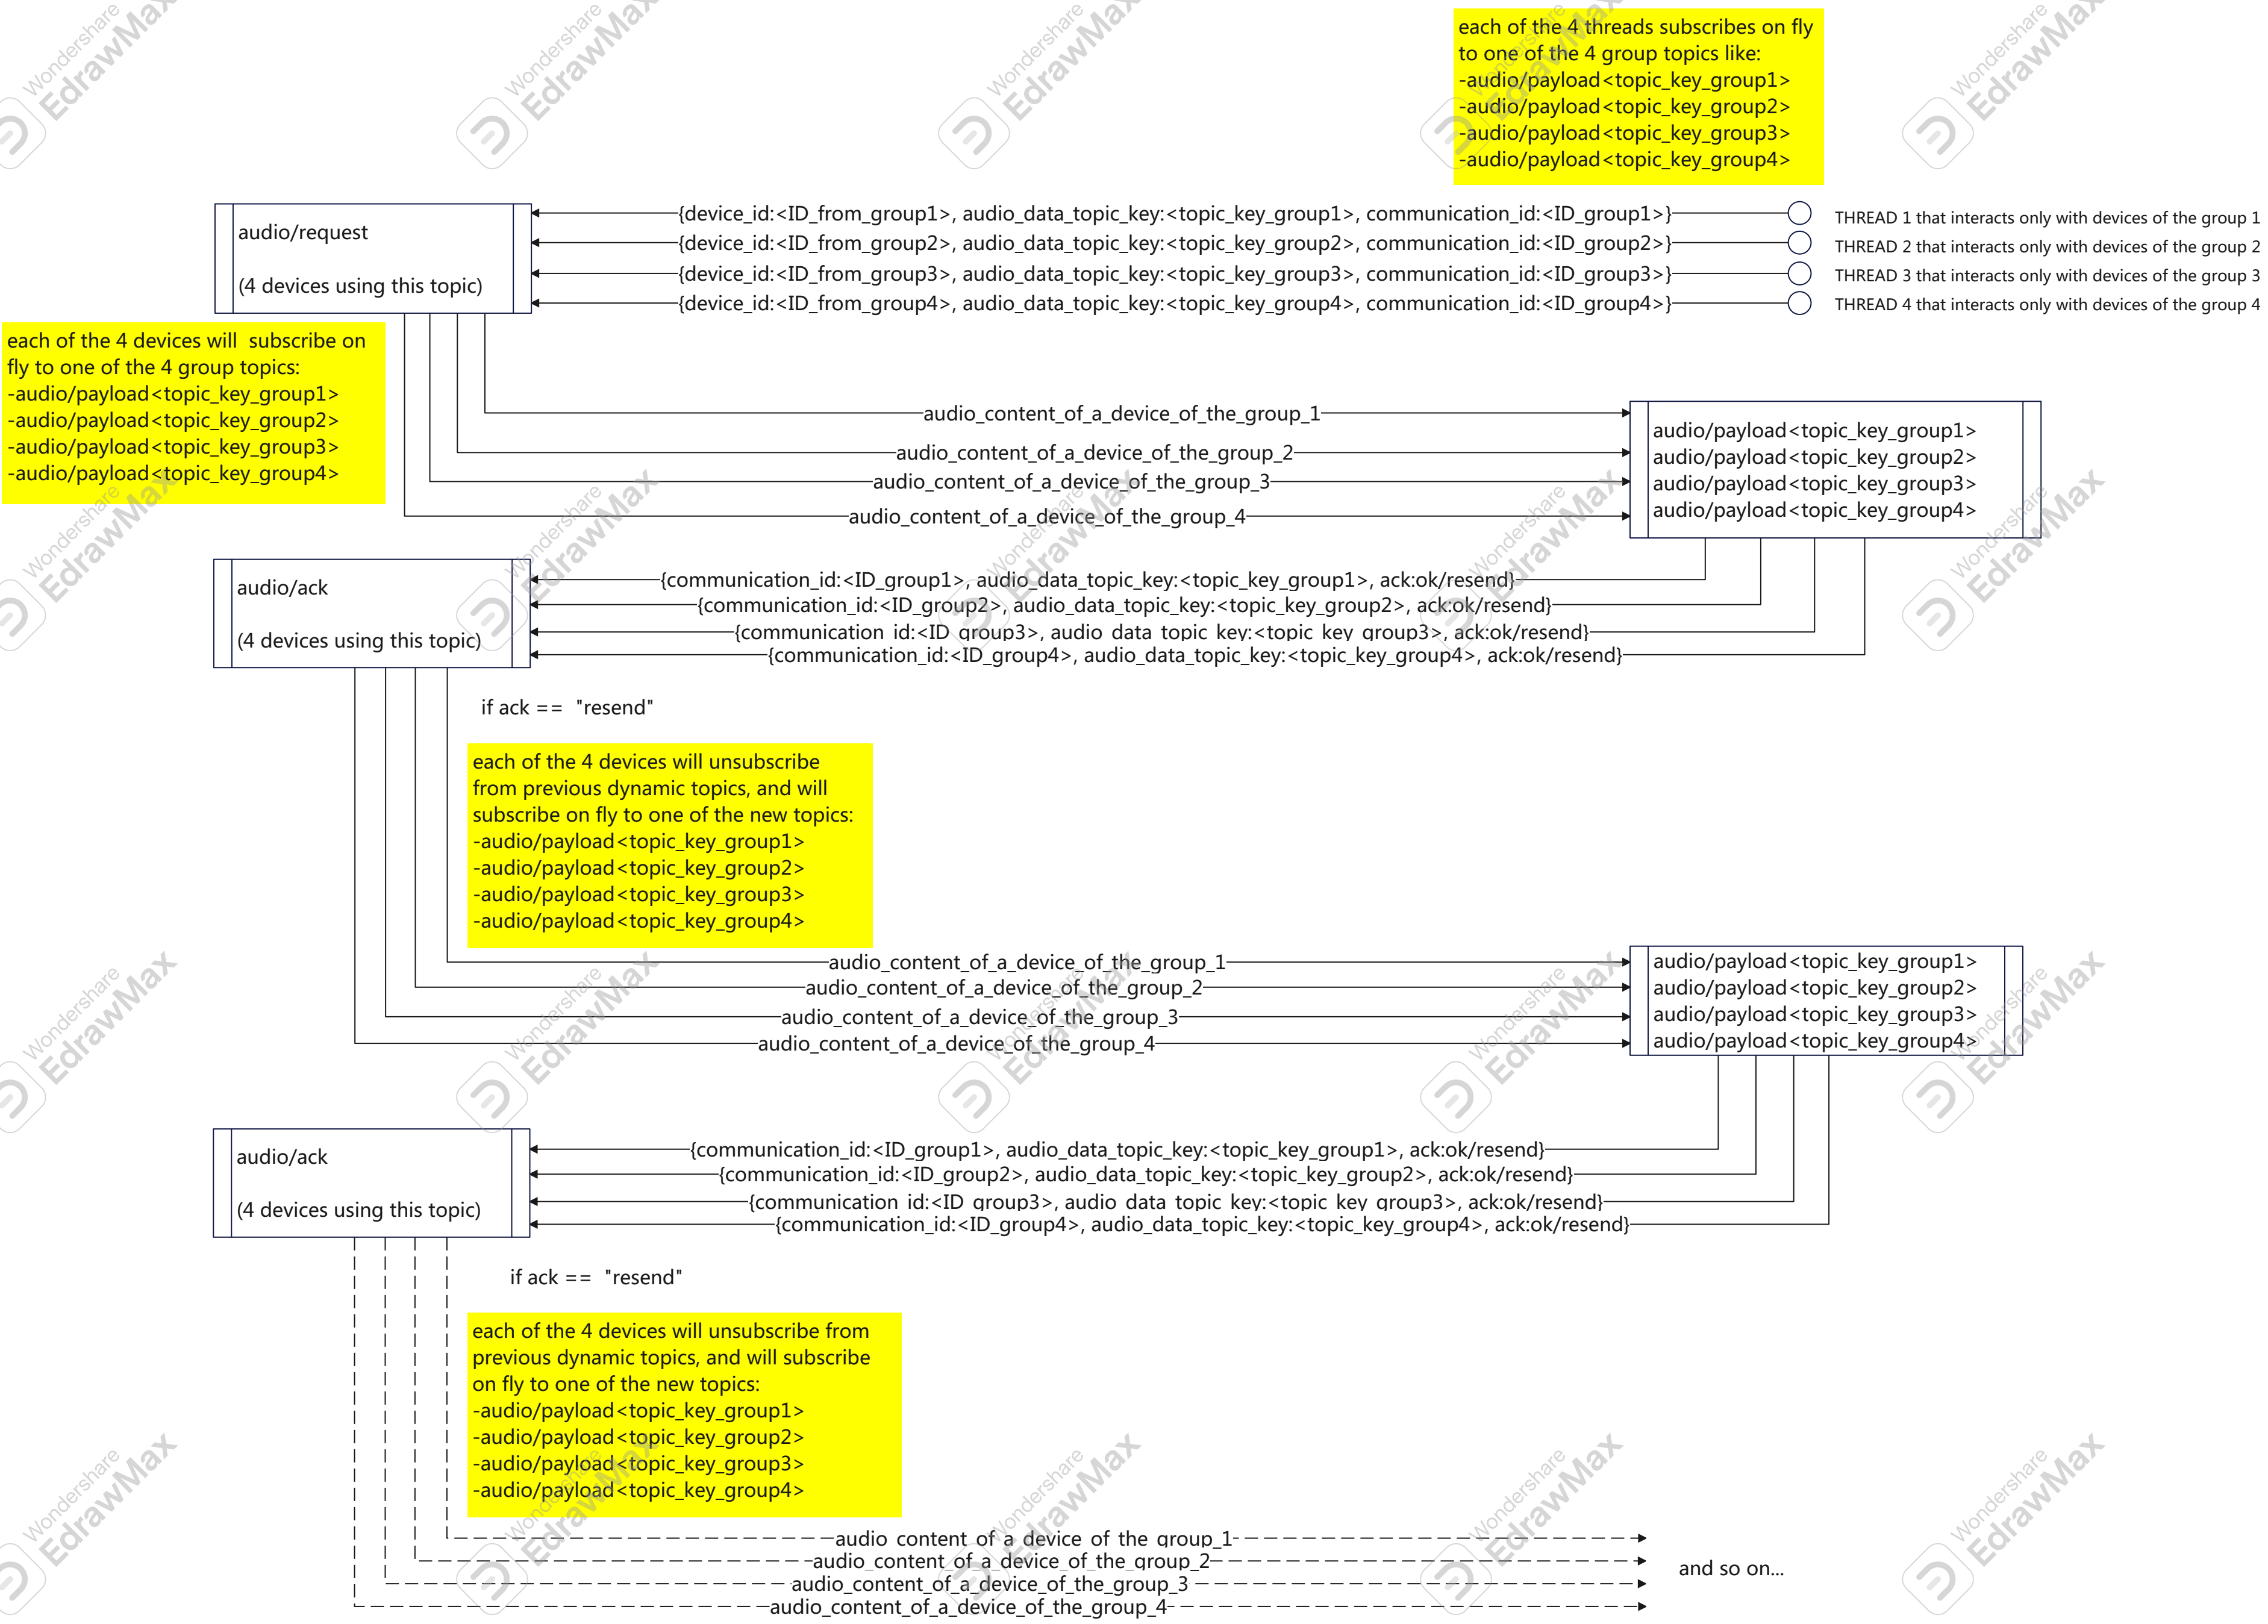 each of the 4 threads subscribes on fly
to one of the 4 group topics like:
-audio/payload<topic_key_group1>
-audio/payload<topic_key_group2>
-audio/payload<topic_key_group3>
-audio/payload<topic_key_group4>
audio/request
(4 devices using this topic)
{device_id:<ID_from_group1>, audio_data_topic_key:<topic_key_group1>, communication_id:<ID_group1>}
{device_id:<ID_from_group2>, audio_data_topic_key:<topic_key_group2>, communication_id:<ID_group2>}
{device_id:<ID_from_group3>, audio_data_topic_key:<topic_key_group3>, communication_id:<ID_group3>}
{device_id:<ID_from_group4>, audio_data_topic_key:<topic_key_group4>, communication_id:<ID_group4>}
THREAD 1 that interacts only with devices of the group 1
THREAD 2 that interacts only with devices of the group 2
THREAD 3 that interacts only with devices of the group 3
THREAD 4 that interacts only with devices of the group 4
each of the 4 devices will  subscribe on
fly to one of the 4 group topics:
-audio/payload<topic_key_group1>
-audio/payload<topic_key_group2>
-audio/payload<topic_key_group3>
-audio/payload<topic_key_group4>
audio_content_of_a_device_of_the_group_1
audio_content_of_a_device_of_the_group_2
audio_content_of_a_device_of_the_group_3
audio_content_of_a_device_of_the_group_4
audio/payload<topic_key_group1>
audio/payload<topic_key_group2>
audio/payload<topic_key_group3>
audio/payload<topic_key_group4>
audio/ack
(4 devices using this topic)
{communication_id:<ID_group1>, audio_data_topic_key:<topic_key_group1>, ack:ok/resend}
{communication_id:<ID_group2>, audio_data_topic_key:<topic_key_group2>, ack:ok/resend}
{communication_id:<ID_group3>, audio_data_topic_key:<topic_key_group3>, ack:ok/resend}
{communication_id:<ID_group4>, audio_data_topic_key:<topic_key_group4>, ack:ok/resend}
if ack ==  "resend"
each of the 4 devices will unsubscribe
from previous dynamic topics, and will
subscribe on fly to one of the new topics:
-audio/payload<topic_key_group1>
-audio/payload<topic_key_group2>
-audio/payload<topic_key_group3>
-audio/payload<topic_key_group4>
audio_content_of_a_device_of_the_group_1
audio_content_of_a_device_of_the_group_2
audio_content_of_a_device_of_the_group_3
audio_content_of_a_device_of_the_group_4
audio/payload<topic_key_group1>
audio/payload<topic_key_group2>
audio/payload<topic_key_group3>
audio/payload<topic_key_group4>
audio/ack
(4 devices using this topic)
{communication_id:<ID_group1>, audio_data_topic_key:<topic_key_group1>, ack:ok/resend}
{communication_id:<ID_group2>, audio_data_topic_key:<topic_key_group2>, ack:ok/resend}
{communication_id:<ID_group3>, audio_data_topic_key:<topic_key_group3>, ack:ok/resend}
{communication_id:<ID_group4>, audio_data_topic_key:<topic_key_group4>, ack:ok/resend}
if ack ==  "resend"
each of the 4 devices will unsubscribe from
previous dynamic topics, and will subscribe
on fly to one of the new topics:
-audio/payload<topic_key_group1>
-audio/payload<topic_key_group2>
-audio/payload<topic_key_group3>
-audio/payload<topic_key_group4>
audio_content_of_a_device_of_the_group_1
audio_content_of_a_device_of_the_group_2
audio_content_of_a_device_of_the_group_3
audio_content_of_a_device_of_the_group_4
and so on...
Wondershare
EdrawMax